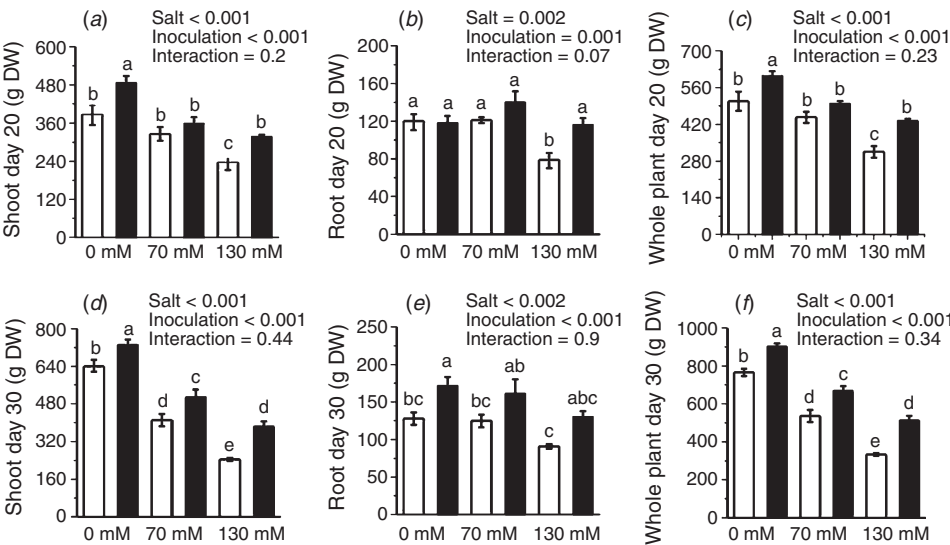 (a)
Salt < 0.001
Inoculation < 0.001
Interaction = 0.2
Shoot day 20 (g DW)
600
480
360
240
120
0
b
a
b
b
c
b
0 mM 70 mM 130 mM
(b)
Salt = 0.002
Inoculation = 0.001
Interaction = 0.07
Root day 20 (g DW)
200
160
120
80
40
0
a
a
a
a
b
a
0 mM 70 mM 130 mM
(c)
Salt < 0.001
Inoculation < 0.001
Interaction = 0.23
Whole plant day 20 (g DW)
700
560
420
280
140
0
b
a
b
b
c
b
0 mM 70 mM 130 mM
(d)
Salt < 0.001
Inoculation < 0.001
Interaction = 0.44
Shoot day 30 (g DW)
800
640
480
320
160
0
b
a
d
c
e
d
0 mM 70 mM 130 mM
(e)
Salt < 0.002
Inoculation < 0.001
Interaction = 0.9
Root day 30 (g DW)
250
200
150
100
50
0
bc
a
bc
ab
c
abc
0 mM 70 mM 130 mM
(f)
Salt < 0.001
Inoculation < 0.001
Interaction = 0.34
Whole plant day 30 (g DW)
1000
800
600
400
200
0
b
a
d
c
e
d
0 mM 70 mM 130 mM